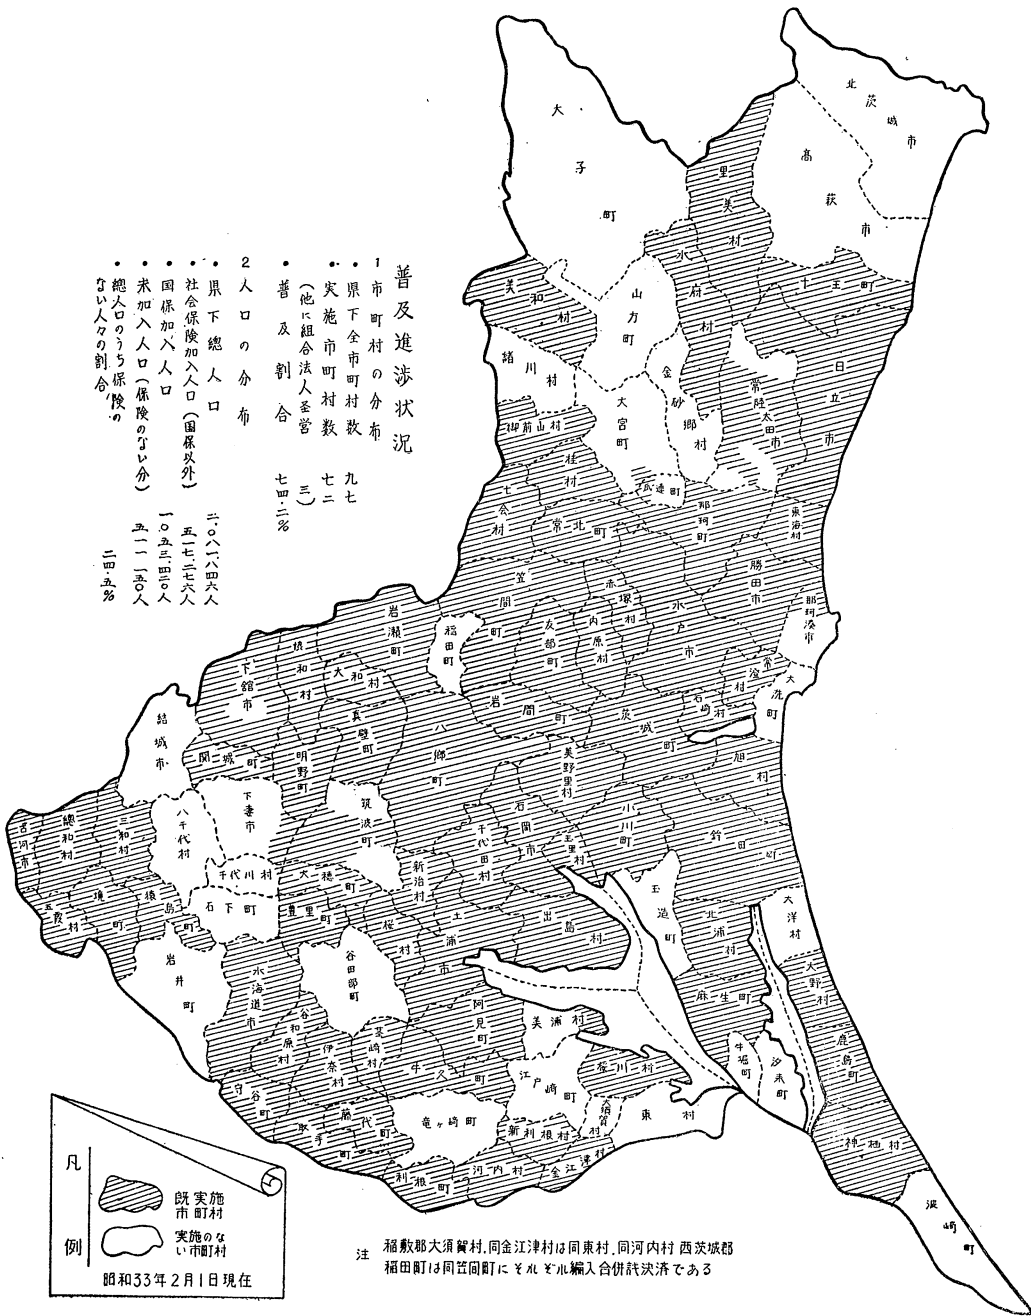 普及進渉状況
1 市町村の分布
・県下全市町村数 九七
・実施市町村数 七二
(他に組合法人圣営 三)
・普及割合 七四・二%
2 人口の分布
・県下總人口 二、〇八一、八四六人
・社会保険加入人口(国保以外) 五一七、二七六人
・国保加入人口 一、〇五三、四二〇人
・未加入人口(保険のない分) 五一一、一五〇人
・總人口のうち保険の
ない人々の割合 二四・五%
北茨城市
大子町
高萩市
里美村
水府村
十王町
美和村
山方町
日立市
緒川村
金砂郷村
常陸太田市
大宮町
御前山村
桂村
瓜連町
那珂町
東海村
七会村
常北町
勝田市
笠間町
赤塚村
水戸市
那珂湊市
岩瀬町
稲田町
友部町
内原村
常澄村
大洗町
下館市
協和村
大和村
岩間町
茨城町
石崎村
結城市
真壁町
八郷町
関城町
明野町
美野里村
旭村
下妻市
筑波町
石岡市
小川町
鉾田町
古河市
總和村
三和村
八千代村
千代田村
玉里村
千代川村
大穂町
新治村
玉造町
大洋村
五霞村
境町
猿島町
石下町
豊里町
桜村
土浦市
出島村
北浦村
岩井町
水海道市
谷田部町
大野村
麻生町
谷和原村
伊奈村
茎崎村
阿見町
美浦村
鹿島町
牛久町
牛堀町
潮来町
守谷町
江戸崎町
桜川村
取手町
藤代町
竜ヶ崎町
新利根村
大須賀村
東村
神栖村
利根町
河内村
金江津村
波崎町
凡例
既実施
市町村
実施のな
い市町村
昭和33年2月1日現在
注 稲敷郡大須賀村,同金江津村は同東村,同河内村 西茨城郡
稲田町は同笠間町にそれぞれ編入合併議決済である